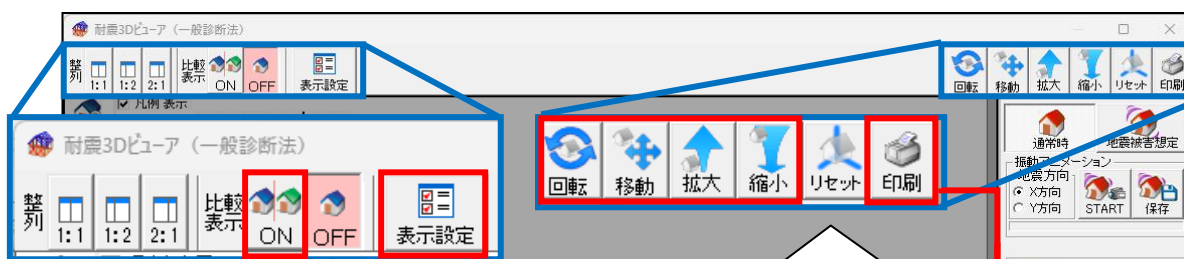 耐震3Dビューア（一般診断法）
整列 1:1 1:2 2:1 比較表示 ON OFF 表示設定
回転 移動 拡大 縮小 リセット 印刷
凡例 表示
耐震3Dビューア（一般診断法）
整列 1:1 1:2 2:1 比較表示 ON OFF 表示設定
回転 移動 拡大 縮小 リセット 印刷
通常時 地震被害想定
振動アニメーション
地震方向
X方向
Y方向
START 保存